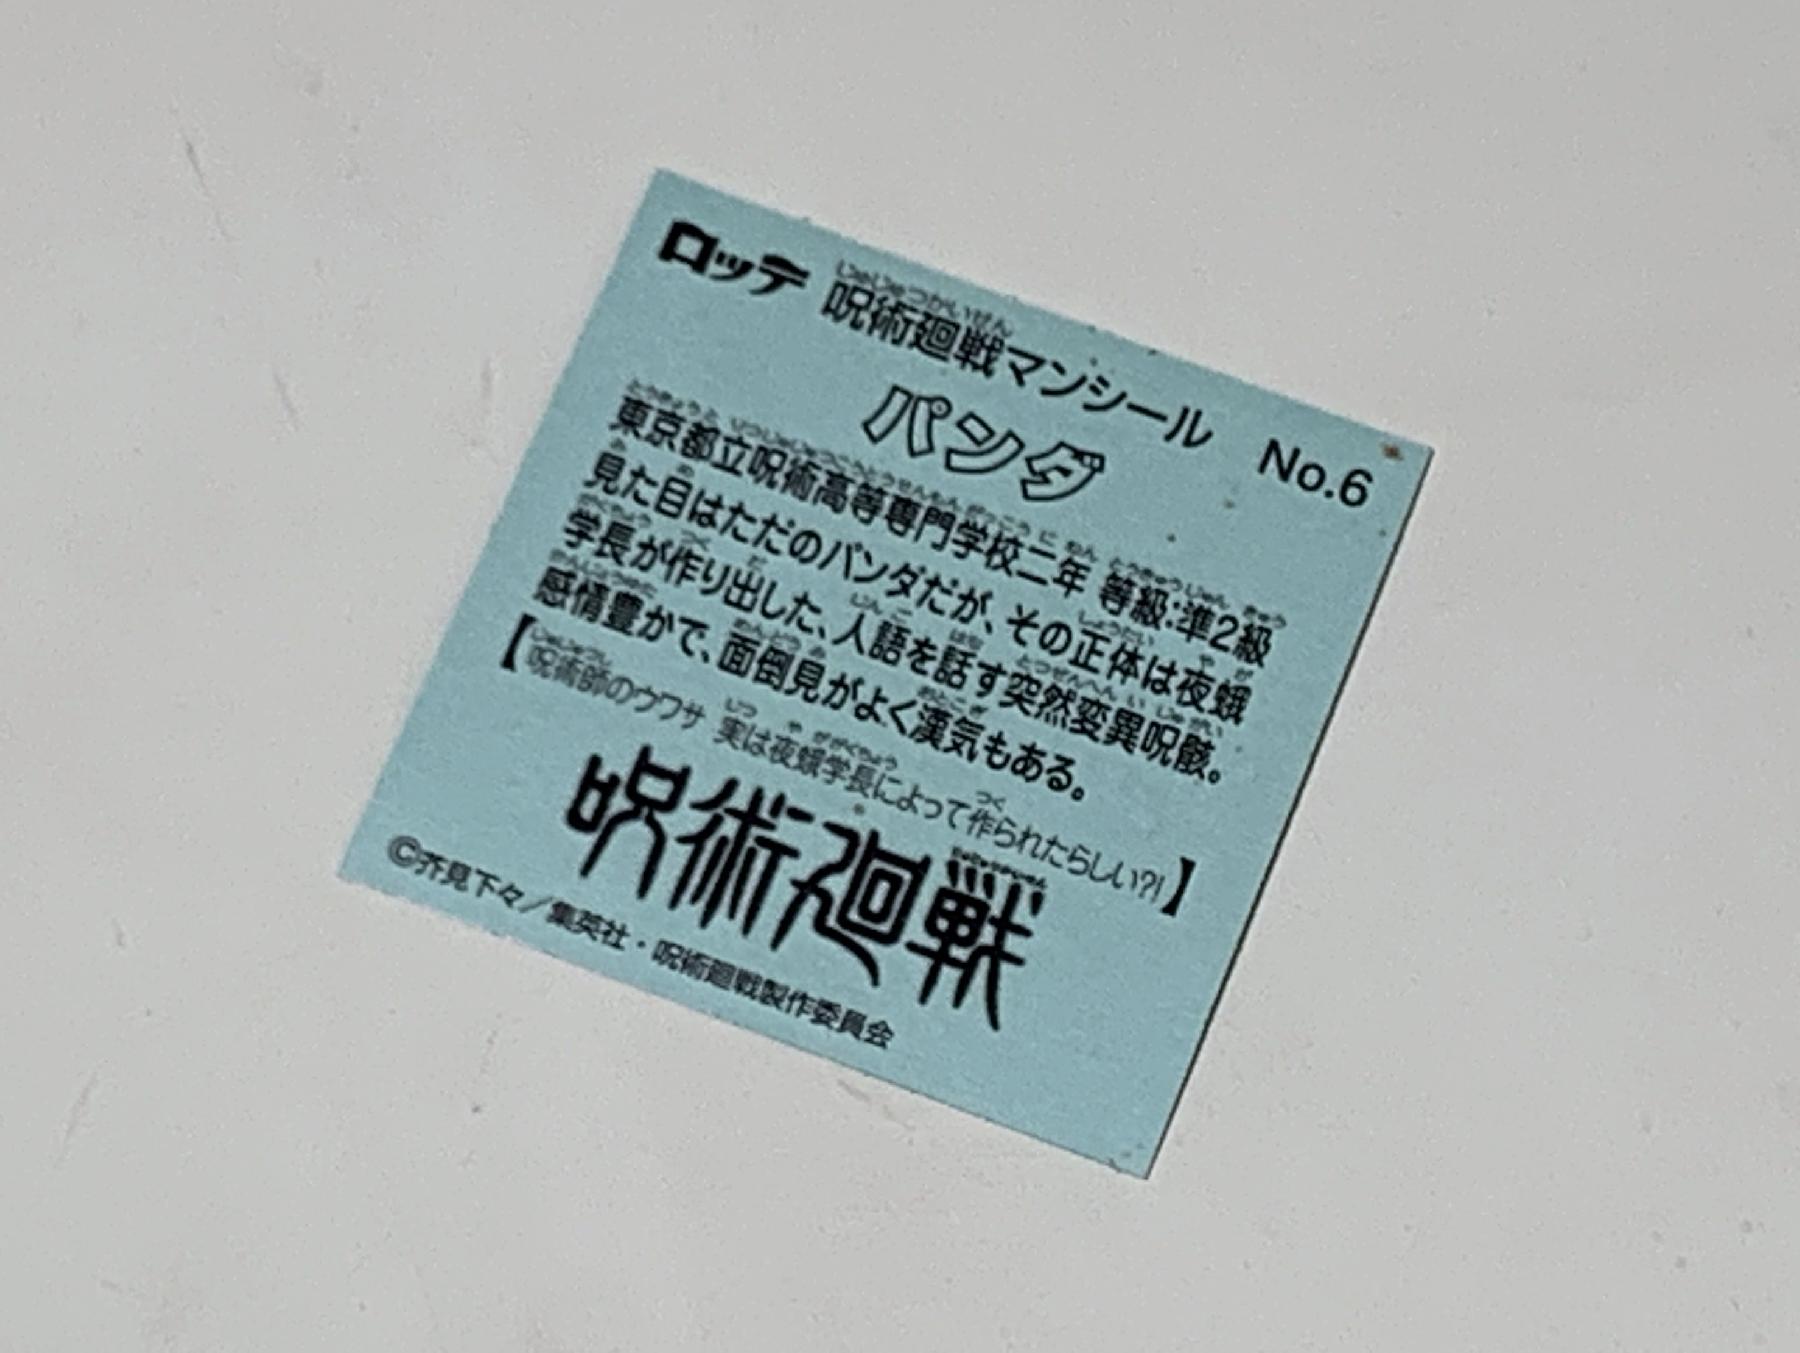 ロッテ 呪術廻戦マンシール No.6
パンダ
東京都立呪術高等専門学校二年 等級:準2級
見た目はただのパンダだが、その正体は夜蛾
学長が作り出した、人語を話す突然変異呪骸。
感情豊かで、面倒見がよく漢気もある。
【呪術師のウワサ 実は夜蛾学長によって作られたらしい?!】
呪術廻戦
©芥見下々/集英社・呪術廻戦製作委員会